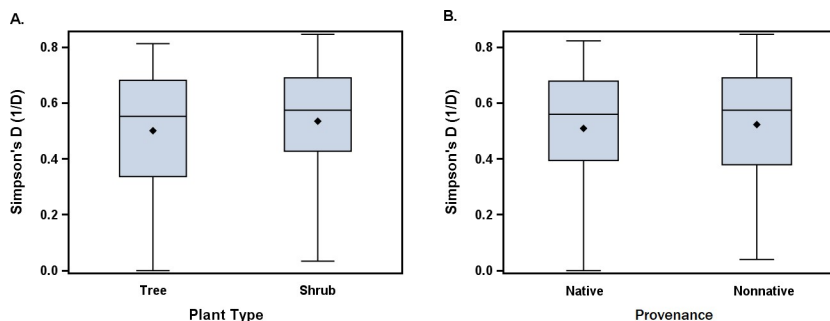 A.
Simpson's D (1/D)
0.8
0.6
0.4
0.2
0.0
Tree
Shrub
Plant Type
B.
Simpson's D (1/D)
0.8
0.6
0.4
0.2
0.0
Native
Nonnative
Provenance